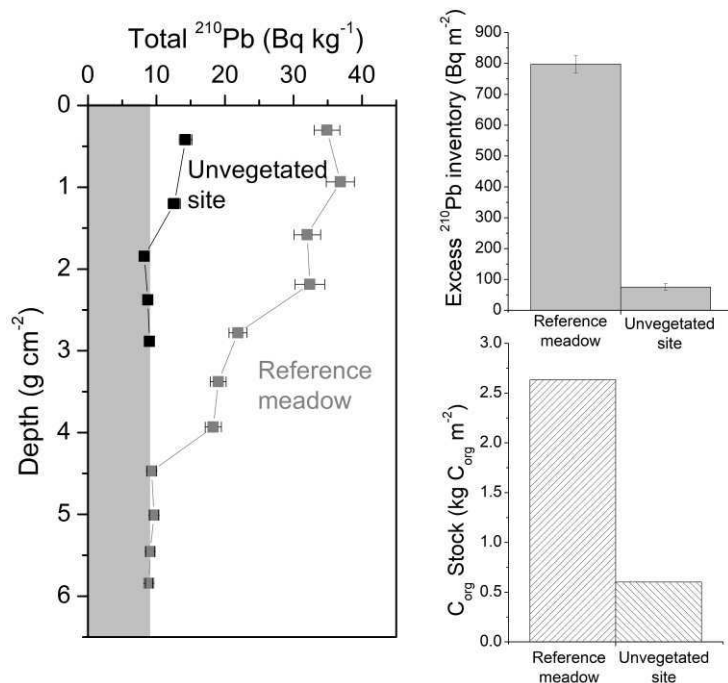 Total ²¹⁰Pb (Bq kg⁻¹)
0 10 20 30 40
0
1
2
3
4
5
6
Depth (g cm⁻²)
Unvegetated
site
Reference
meadow
900
800
700
600
500
400
300
200
100
0
Excess ²¹⁰Pb inventory (Bq m⁻²)
Reference Unvegetated
meadow site
3.0
2.5
2.0
1.5
1.0
0.5
0.0
C_org Stock (kg C_org m⁻²)
Reference Unvegetated
meadow site